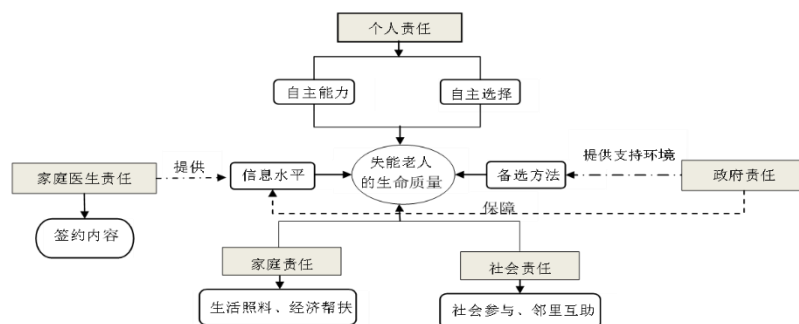 个人责任
自主能力
自主选择
提供
提供支持环境
家庭医生责任
信息水平
失能老人
的生命质量
备选方法
政府责任
保障
签约内容
家庭责任
社会责任
生活照料、经济帮扶
社会参与、邻里互助